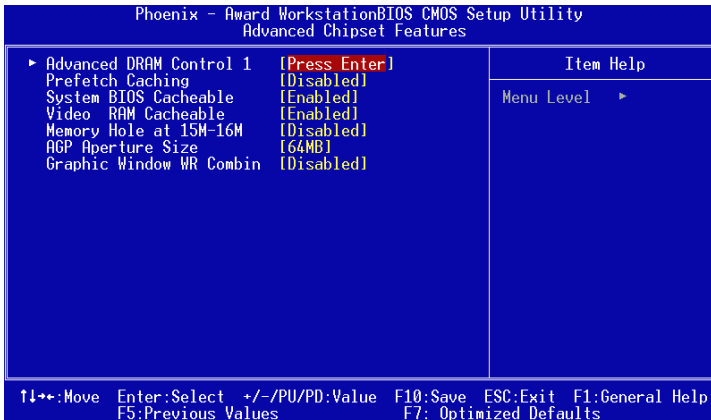 Phoenix - Award WorkstationBIOS CMOS Setup Utility
Advanced Chipset Features
► Advanced DRAM Control 1 [Press Enter]
Prefetch Caching [Disabled]
System BIOS Cacheable [Enabled]
Video RAM Cacheable [Enabled]
Memory Hole at 15M-16M [Disabled]
AGP Aperture Size [64MB]
Graphic Window WR Combin [Disabled]
Item Help
Menu Level ►
↑↓→←:Move Enter:Select +/-/PU/PD:Value F10:Save ESC:Exit F1:General Help
F5:Previous Values F7: Optimized Defaults